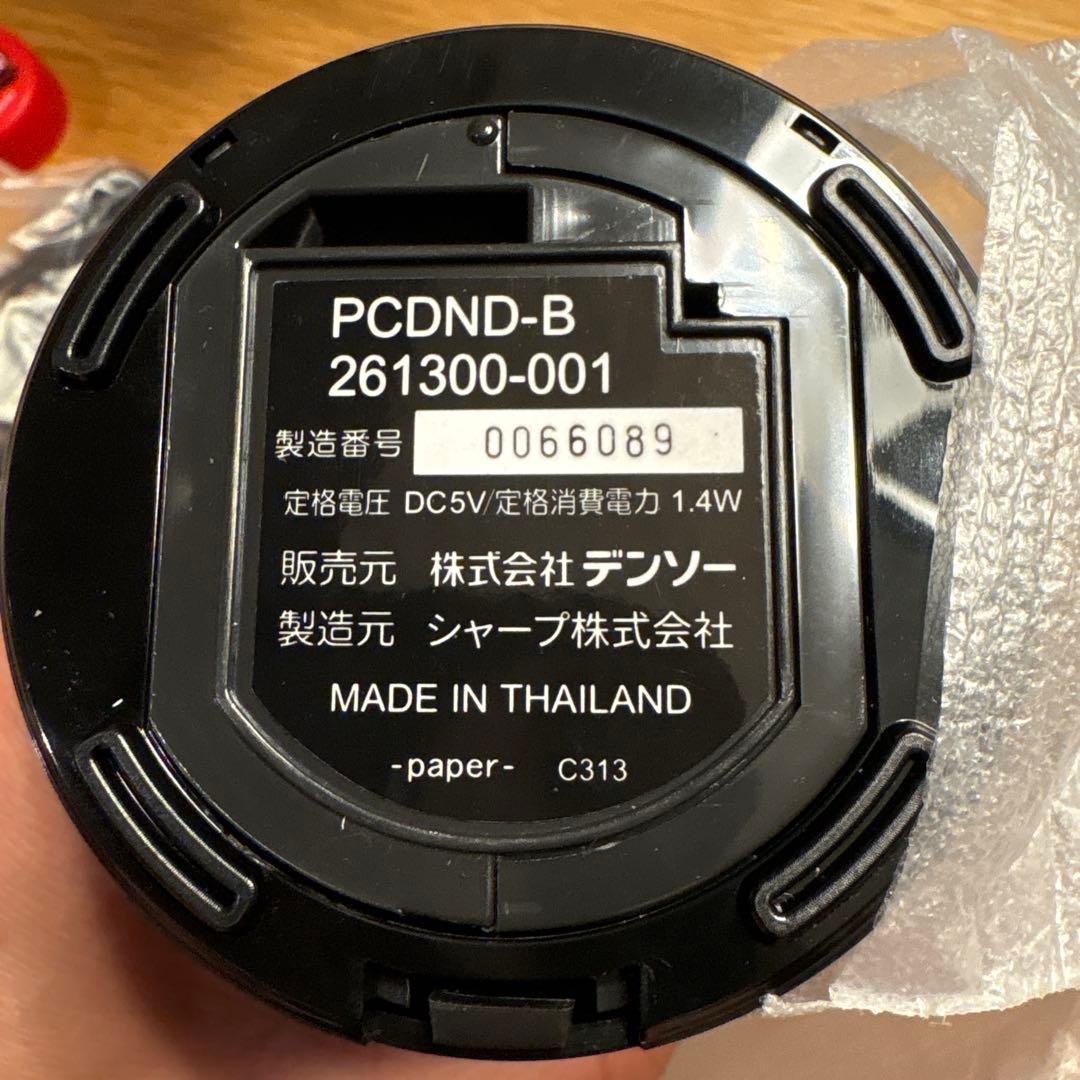 PCDND-B
261300-001
製造番号 0066089
定格電圧 DC5V/定格消費電力 1.4W
販売元 株式会社デンソー
製造元 シャープ株式会社
MADE IN THAILAND
-paper- C313